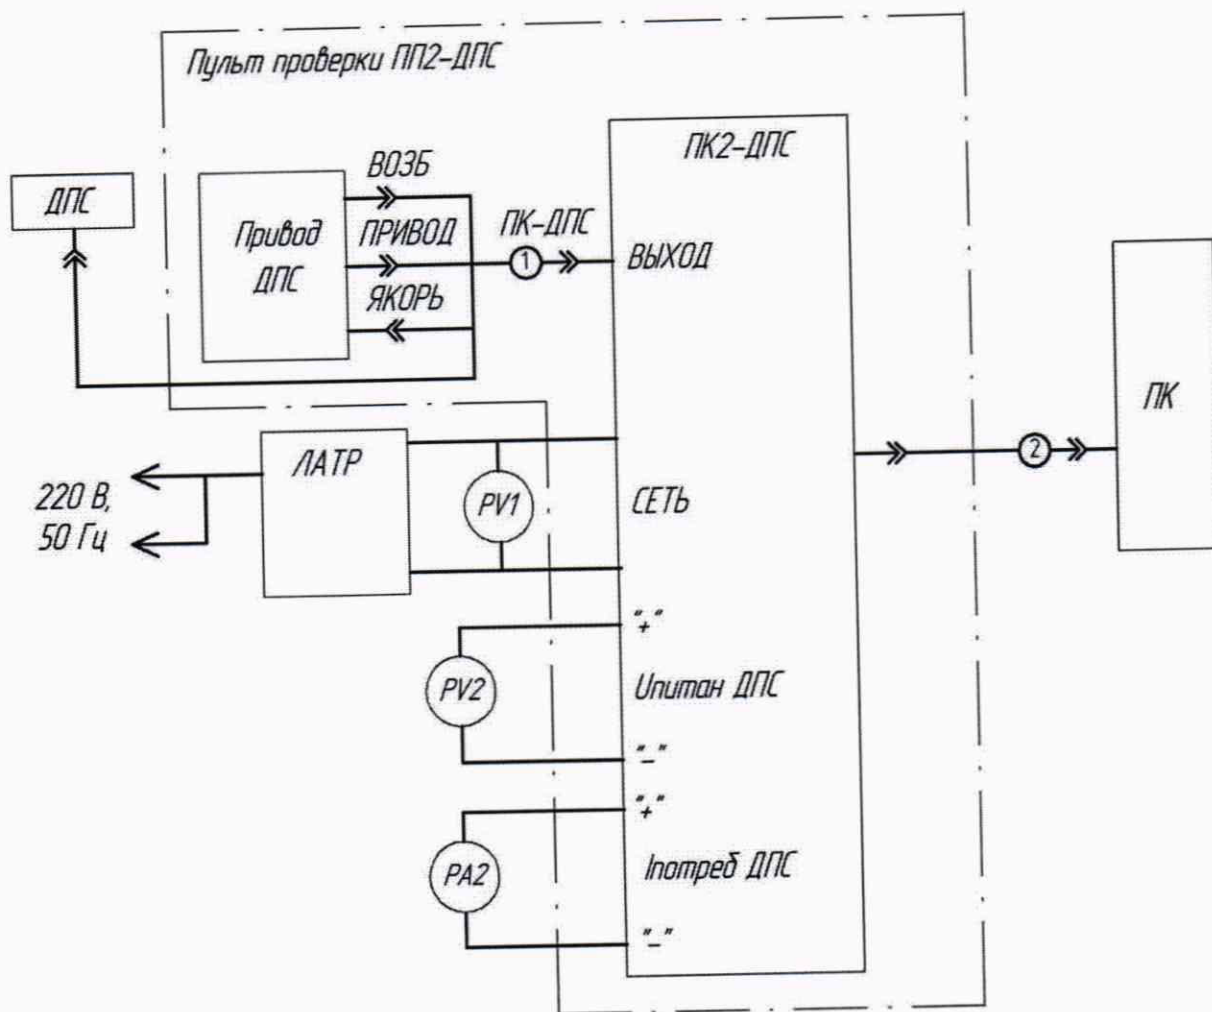 Пульт проверки ПП2-ДПС
ПК2-ДПС
ВОЗБ
ДПС
Привод
ДПС
ПРИВОД
ПК-ДПС
1
ВЫХОД
ЯКОРЬ
ПК
ЛАТР
2
220 В,
50 Гц
PV1
СЕТЬ
"+"
PV2
Uпитан ДПС
"-"
"+"
PA2
Iпотреб ДПС
"-"